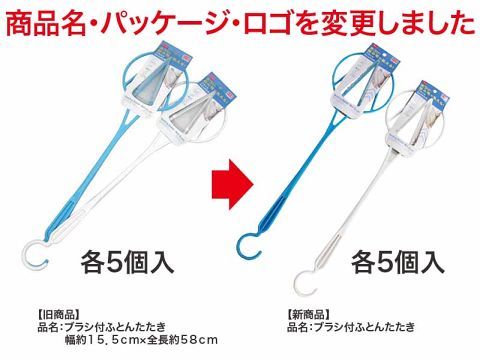 商品名・パッケージ・ロゴを変更しました
各5個入
各5個入
【旧商品】
品名：ブラシ付ふとんたたき
幅約15.5cm×全長約58cm
【新商品】
品名：ブラシ付ふとんたたき